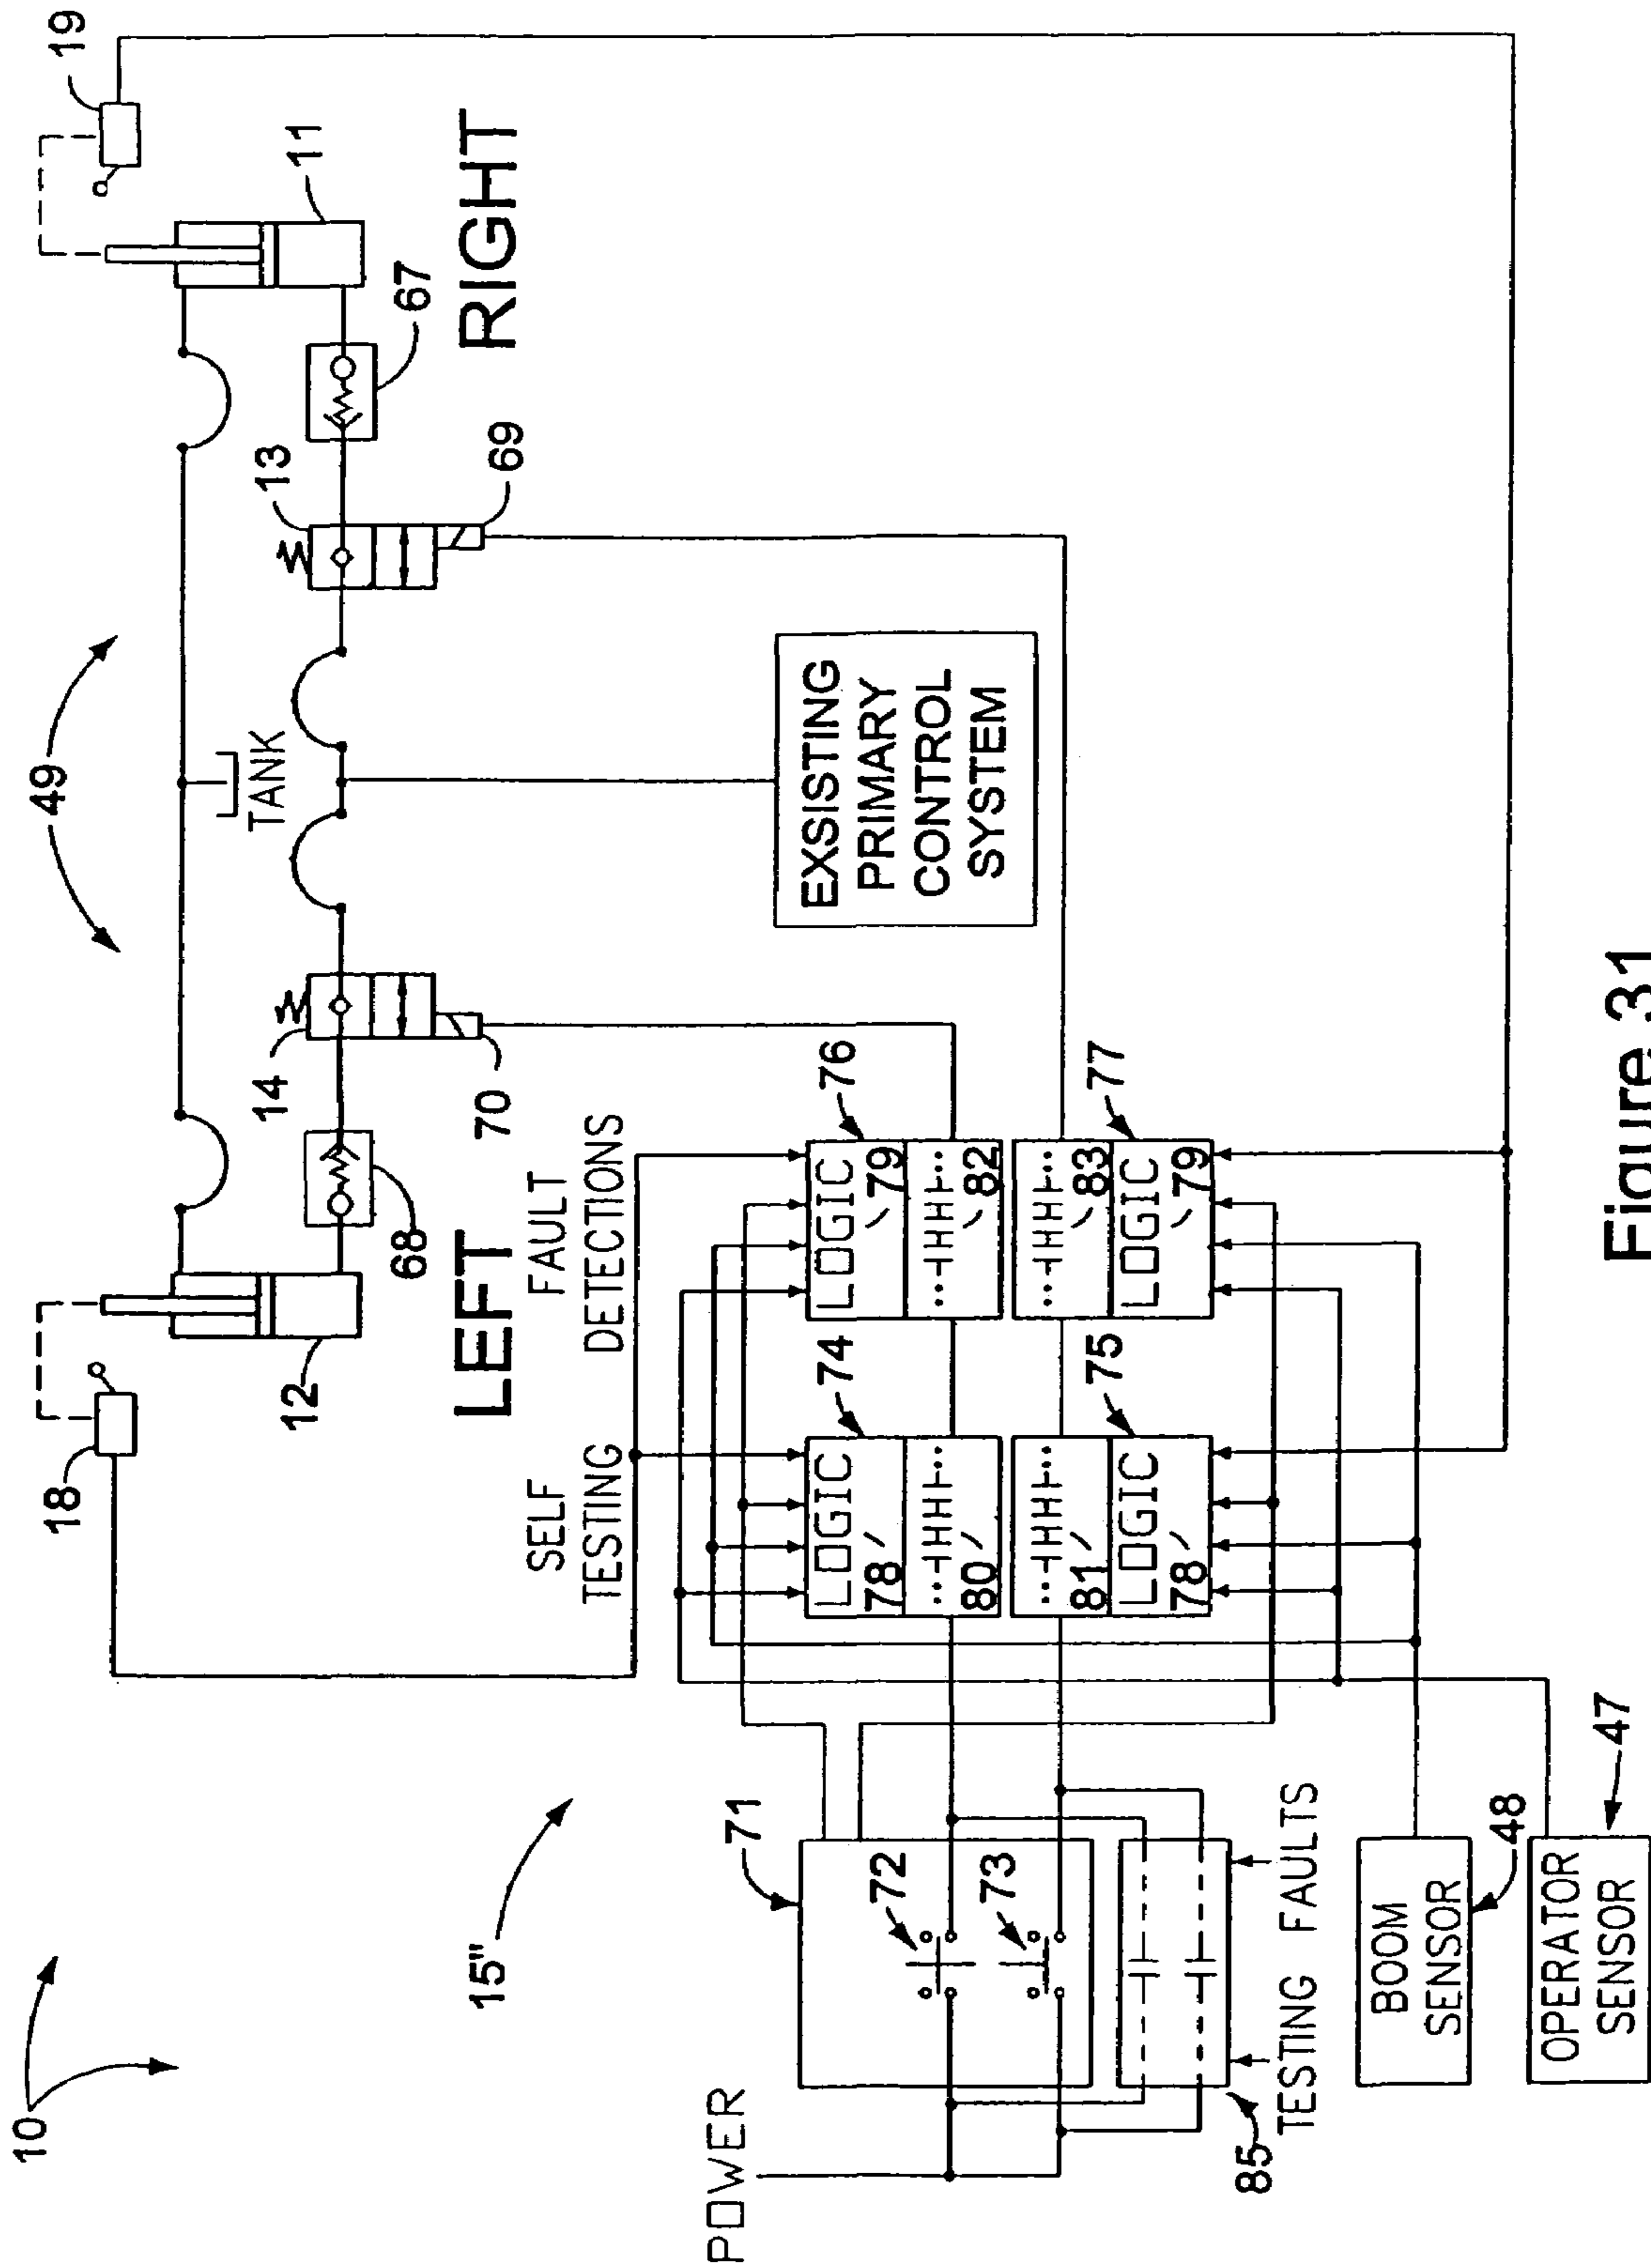 10
49
18
19
12
11
14
13
68
67
70
69
TANK
LEFT
RIGHT
15"
SELF
TESTING
FAULT
DETECTIONS
EXSISTING
PRIMARY
CONTROL
SYSTEM
POWER
71
72
73
74
LOGIC
78
80
76
LOGIC
79
82
81
75
LOGIC
78
83
77
LOGIC
79
85
TESTING FAULTS
BOOM
SENSOR
48
OPERATOR
SENSOR
47
Figure 31